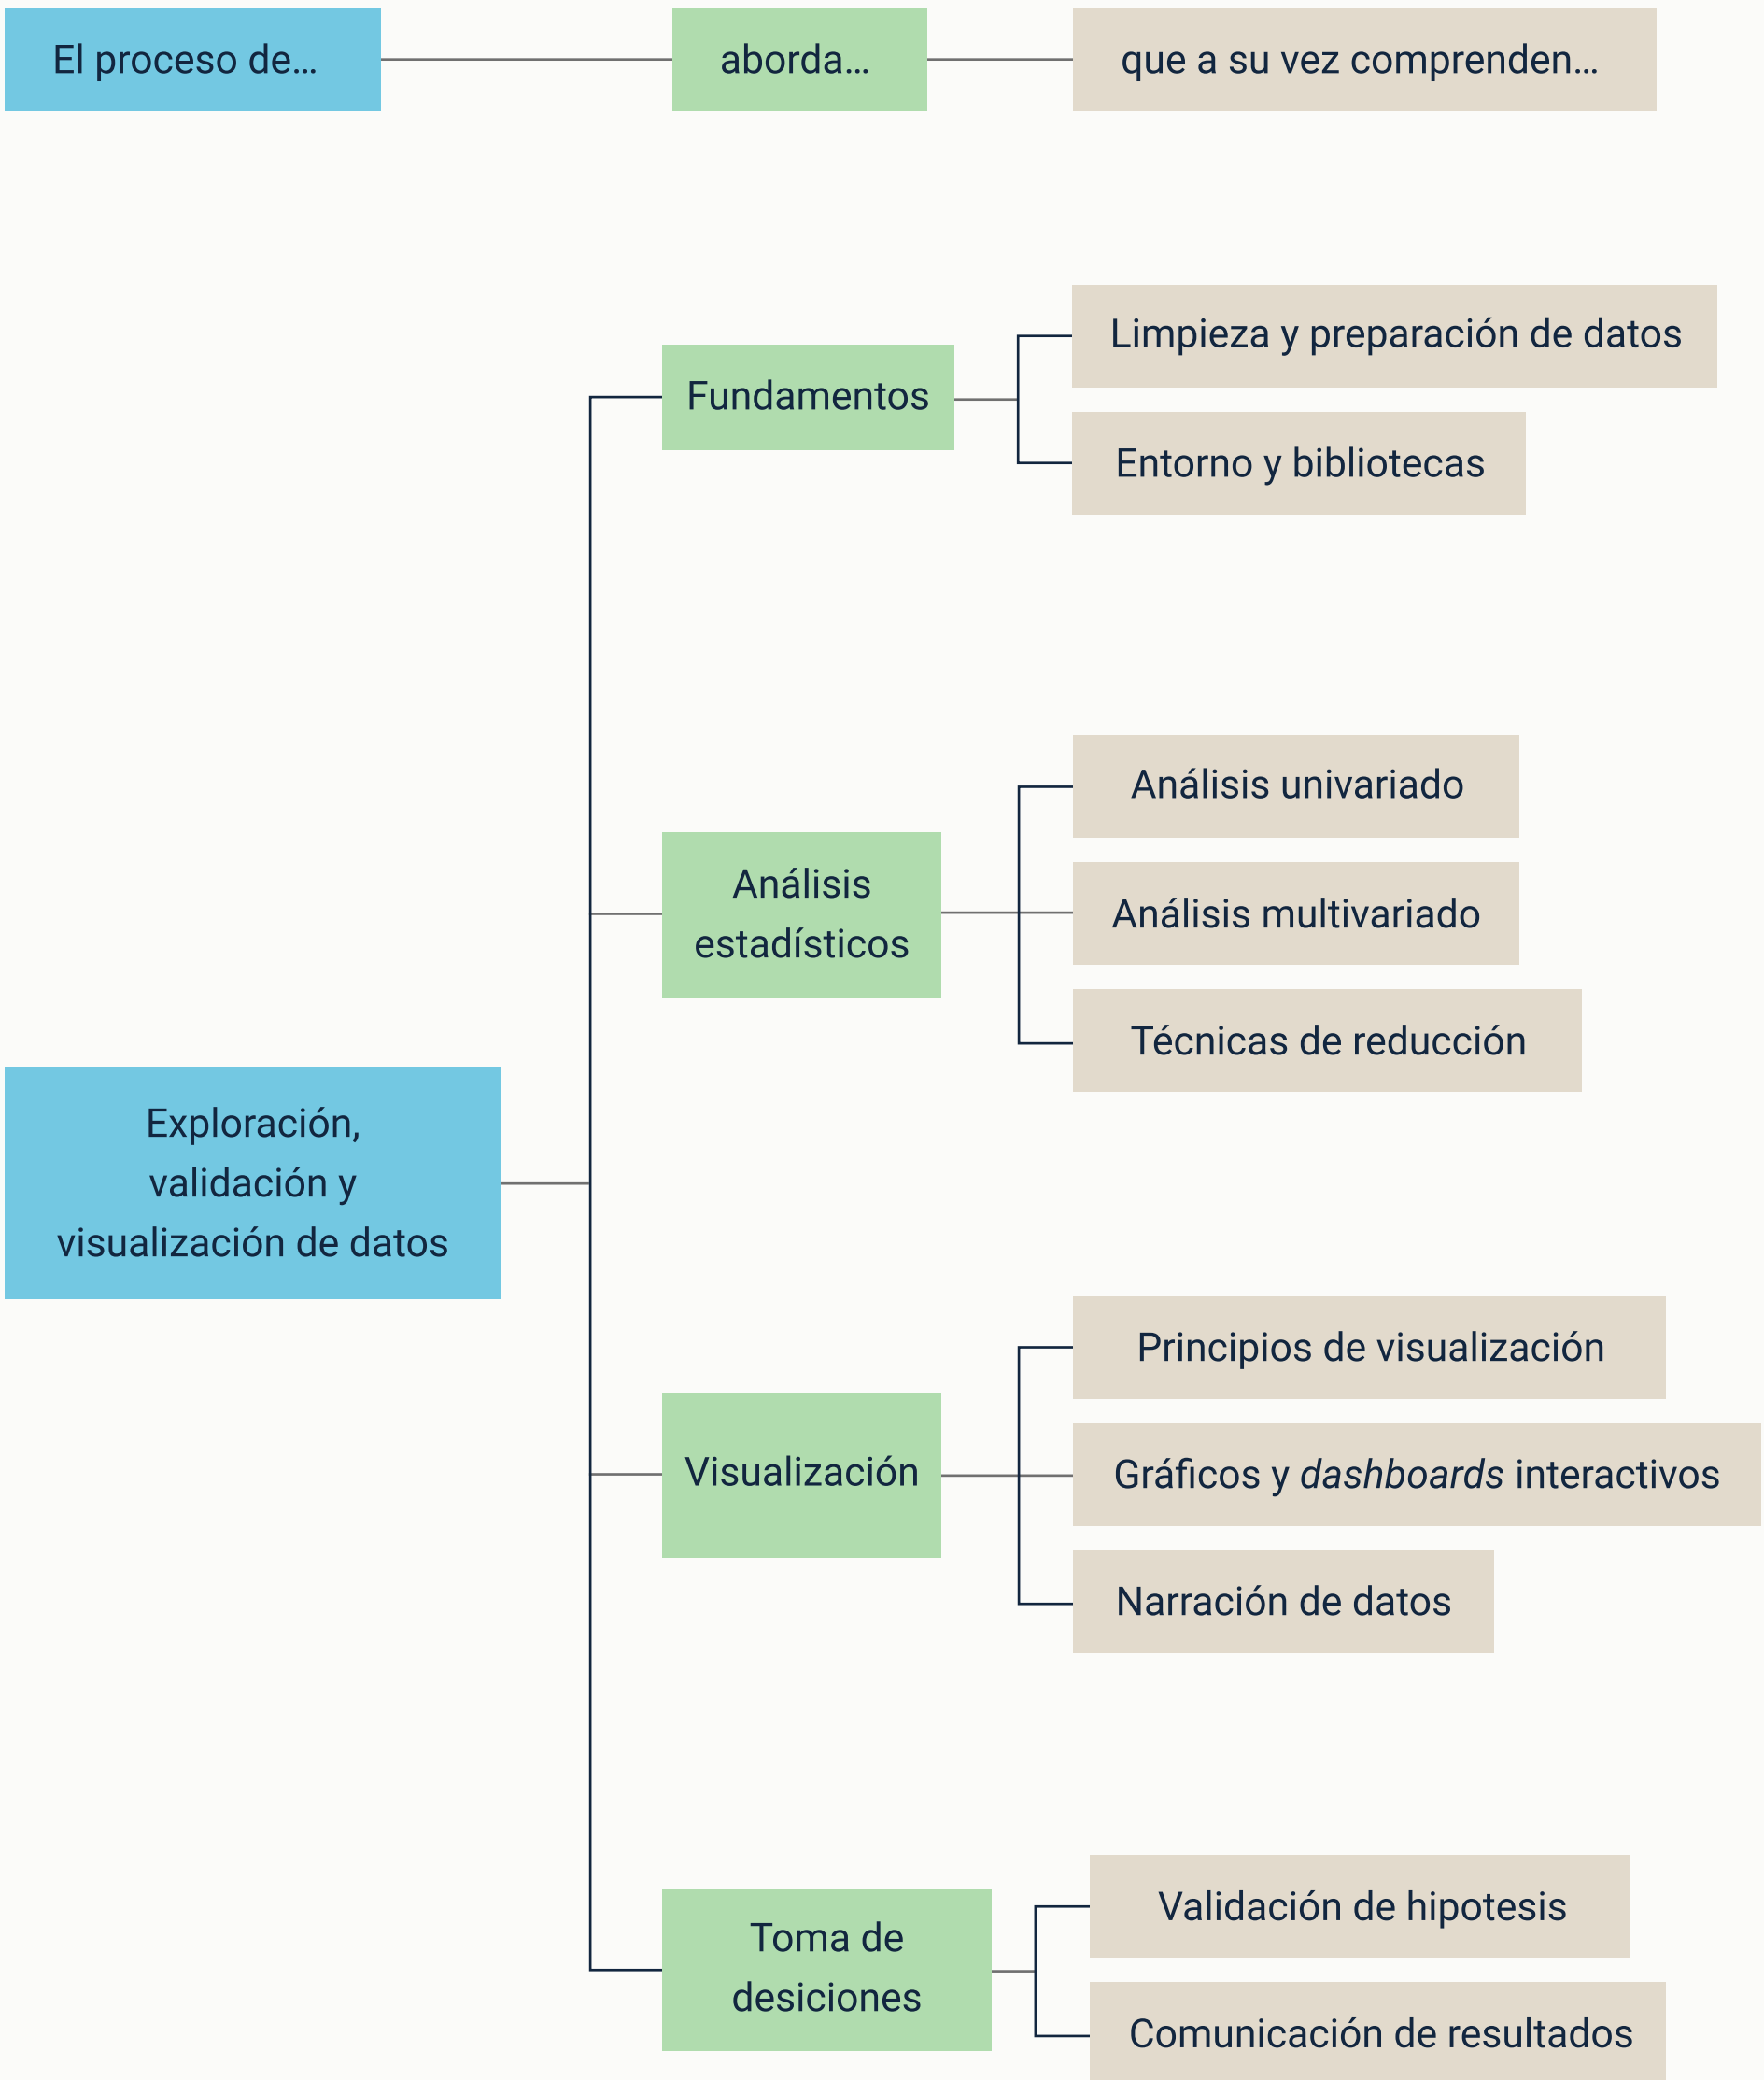 El proceso de...
aborda...
que a su vez comprenden...
Fundamentos
Limpieza y preparación de datos
Entorno y bibliotecas
Análisis
estadísticos
Análisis univariado
Análisis multivariado
Técnicas de reducción
Exploración,
validación y
visualización de datos
Visualización
Principios de visualización
Gráficos y dashboards interactivos
Narración de datos
Toma de
desiciones
Validación de hipotesis
Comunicación de resultados